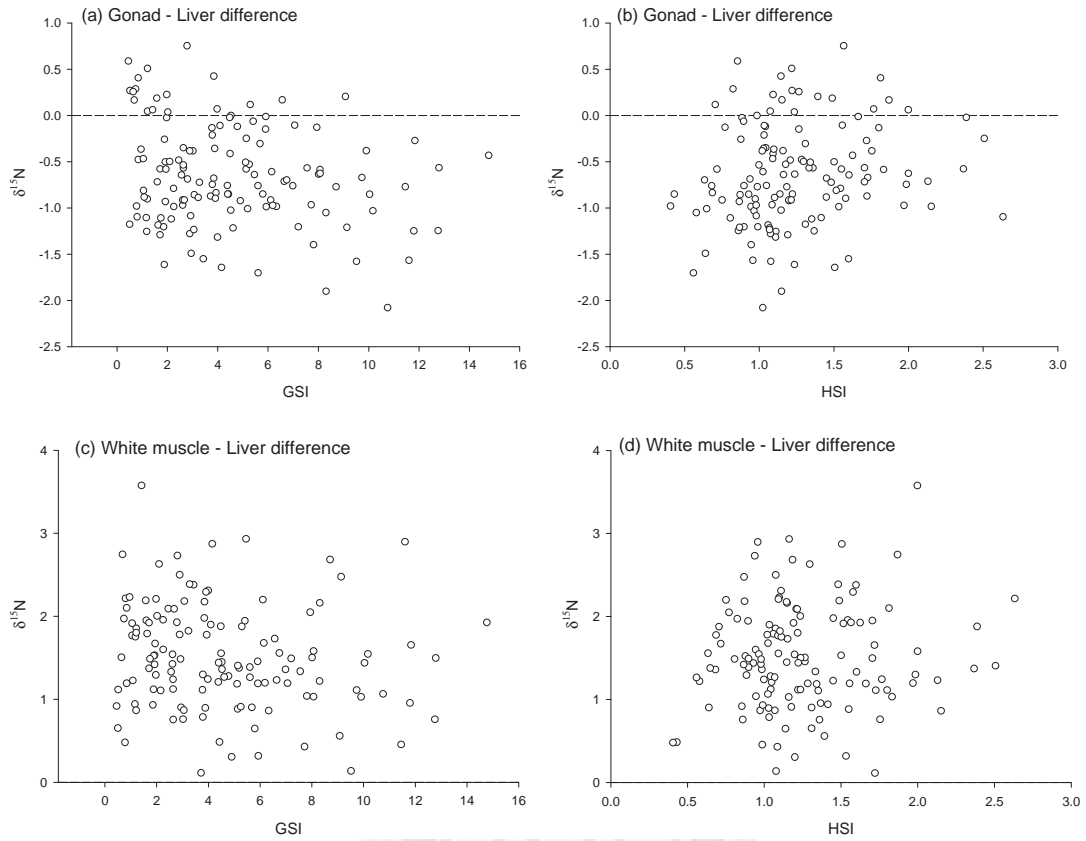 (a) Gonad - Liver difference
1.0
0.5
0.0
-0.5
-1.0
-1.5
-2.0
-2.5
δ15N
0 2 4 6 8 10 12 14 16
GSI
(b) Gonad - Liver difference
1.0
0.5
0.0
-0.5
-1.0
-1.5
-2.0
-2.5
δ15N
0.0 0.5 1.0 1.5 2.0 2.5 3.0
HSI
(c) White muscle - Liver difference
4
3
2
1
0
δ15N
0 2 4 6 8 10 12 14 16
GSI
(d) White muscle - Liver difference
4
3
2
1
0
δ15N
0.0 0.5 1.0 1.5 2.0 2.5 3.0
HSI